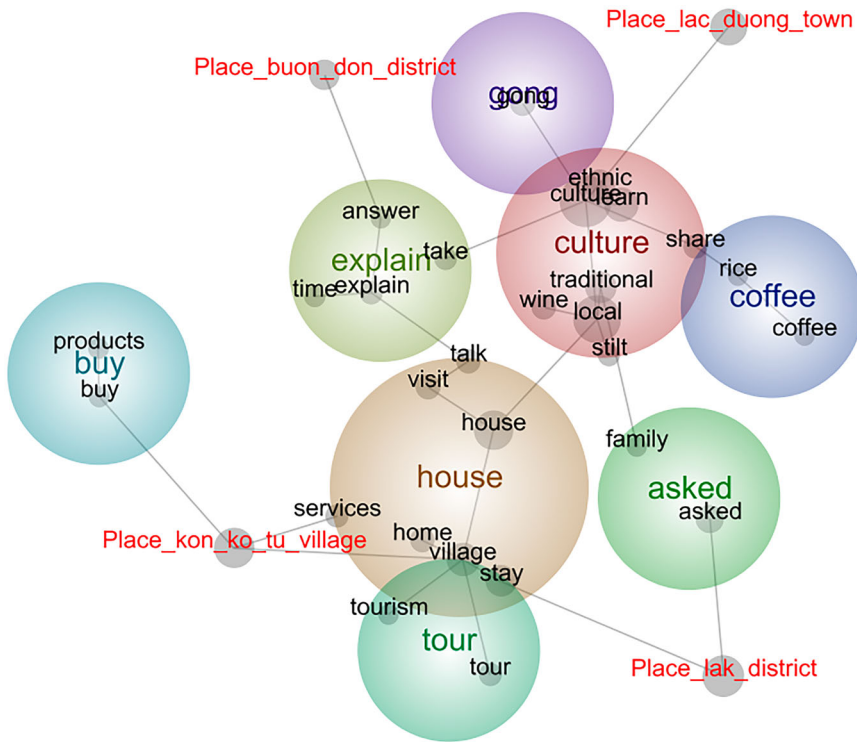 Place_lac_duong_town
Place_buon_don_district
gong
gong
ethnic
culture
learn
answer
take
share
culture
explain
explain
time
traditional
rice
coffee
wine
local
coffee
stilt
products
buy
buy
talk
visit
house
family
house
asked
asked
services
home
Place_kon_ko_tu_village
village
stay
tourism
tour
tour
Place_lak_district